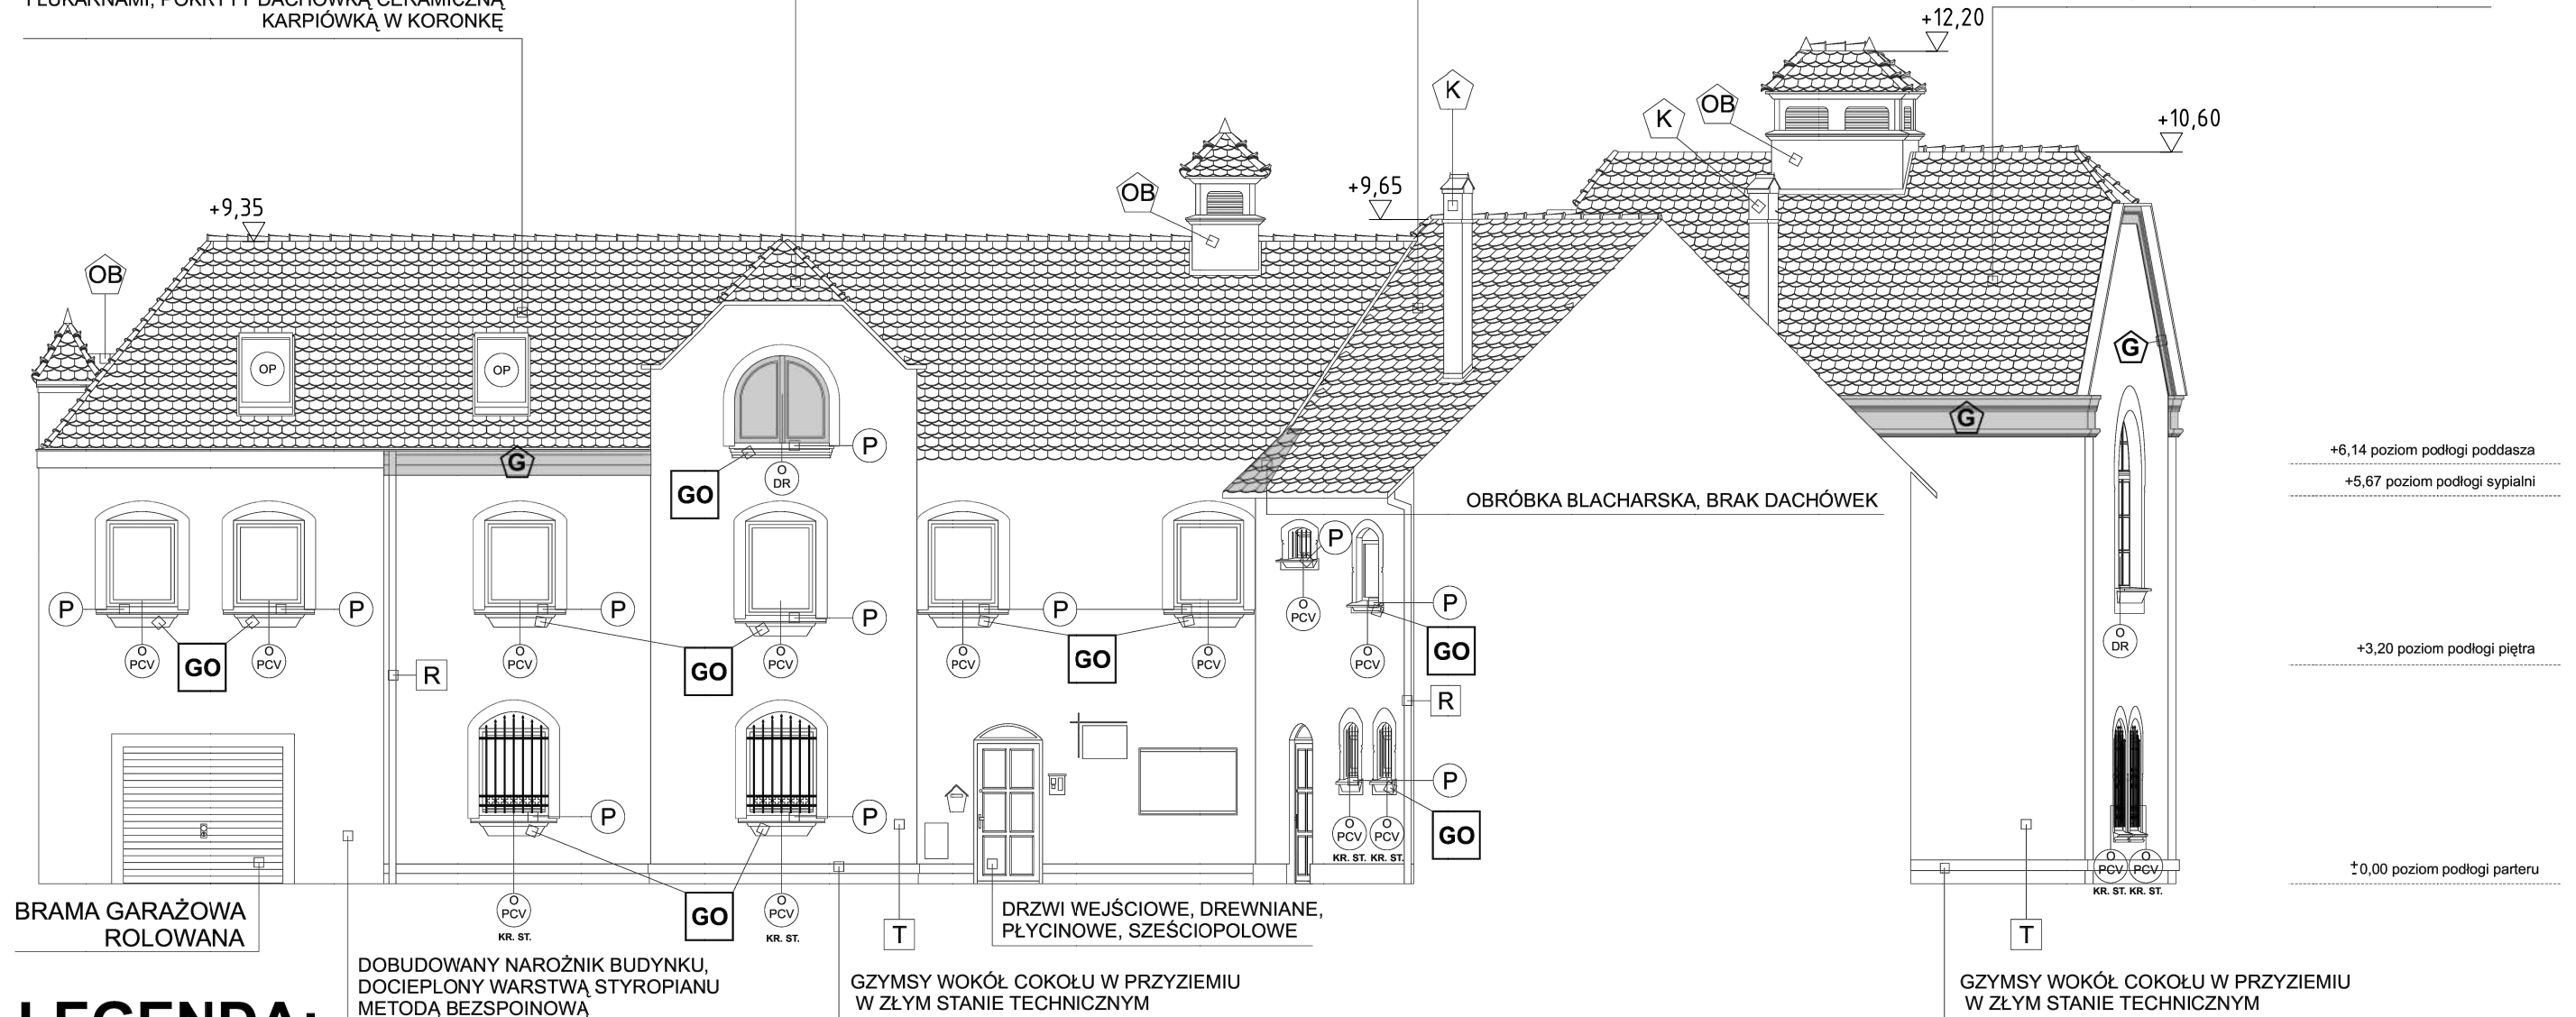 KARPIÓWKĄ W KORONKĘ
+12,20
K
OB
K
+10,60
OB
+9,65
+9,35
OB
G
OP
OP
G
P
G
+6,14 poziom podłogi poddasza
O
DR
+5,67 poziom podłogi sypialni
GO
OBRÓBKA BLACHARSKA, BRAK DACHÓWEK
P
P
P
P
P
P
P
O
PCV
P
O
DR
GO
+3,20 poziom podłogi piętra
O
PCV
GO
O
PCV
O
PCV
GO
O
PCV
O
PCV
GO
O
PCV
O
PCV
R
R
P
P
P
O
PCV
O
PCV
GO
KR. ST.
KR. ST.
O
PCV
O
PCV
±0,00 poziom podłogi parteru
KR. ST.
KR. ST.
BRAMA GARAŻOWA
ROLOWANA
O
PCV
KR. ST.
GO
O
PCV
KR. ST.
T
DRZWI WEJŚCIOWE, DREWNIANE,
PŁYCINOWE, SZEŚCIOPOLOWE
T
DOBUDOWANY NAROŻNIK BUDYNKU,
DOCIEPLONY WARSTWĄ STYROPIANU
METODĄ BEZSPOINOWĄ
GZYMSY WOKÓŁ COKOŁU W PRZYZIEMIU
W ZŁYM STANIE TECHNICZNYM
GZYMSY WOKÓŁ COKOŁU W PRZYZIEMIU
W ZŁYM STANIE TECHNICZNYM
LEGENDA: